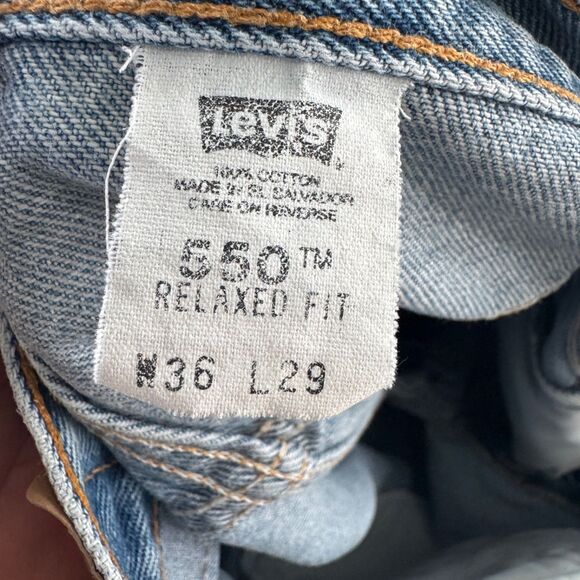 Levi's
100% COTTON
MADE IN EL SALVADOR
CARE ON REVERSE
550™
RELAXED FIT
W36 L29